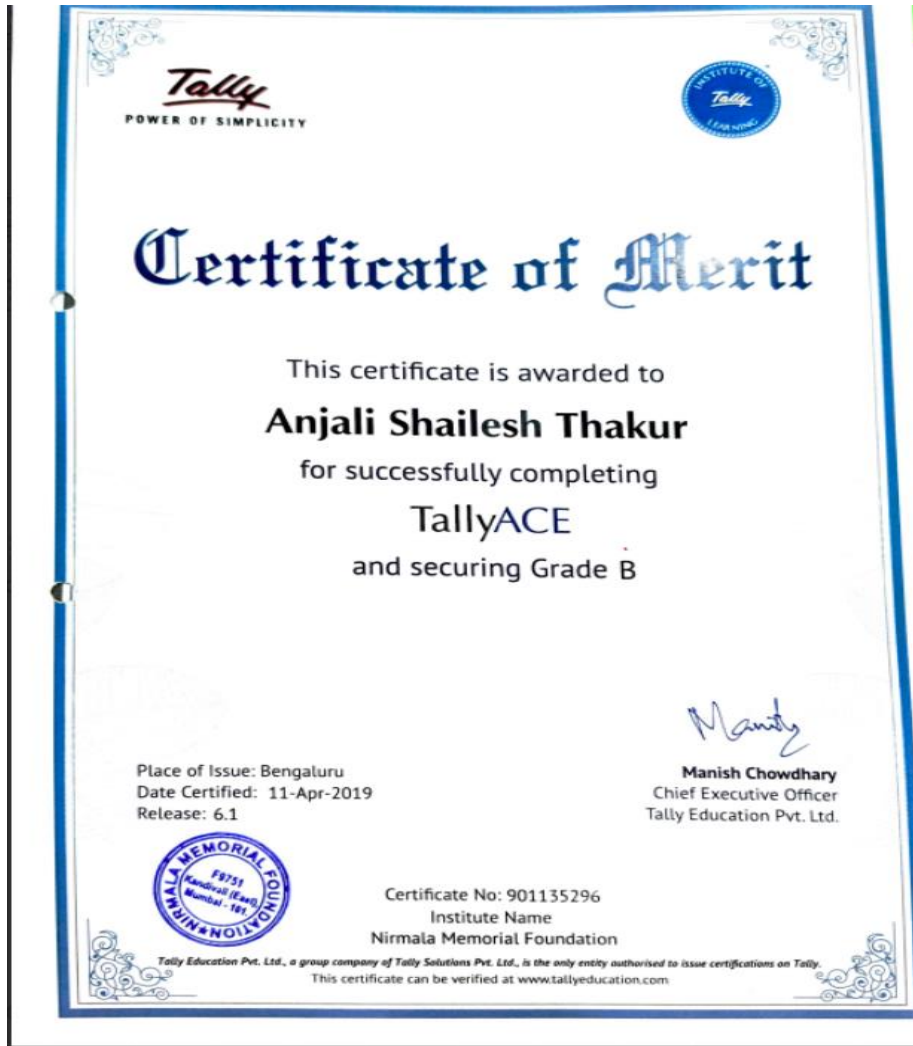 Tally
POWER OF SIMPLICITY
INSTITUTE OF
Tally
LEARNING
Certificate of Merit
This certificate is awarded to
Anjali Shailesh Thakur
for successfully completing
TallyACE
and securing Grade B
Place of Issue: Bengaluru
Date Certified: 11-Apr-2019
Release: 6.1
Manish Chowdhary
Chief Executive Officer
Tally Education Pvt. Ltd.
NIRMALA MEMORIAL FOUNDATION
F9751
Kandivali (East),
Mumbai - 101.
Certificate No: 901135296
Institute Name
Nirmala Memorial Foundation
Tally Education Pvt. Ltd., a group company of Tally Solutions Pvt. Ltd., is the only entity authorised to issue certifications on Tally.
This certificate can be verified at www.tallyeducation.com